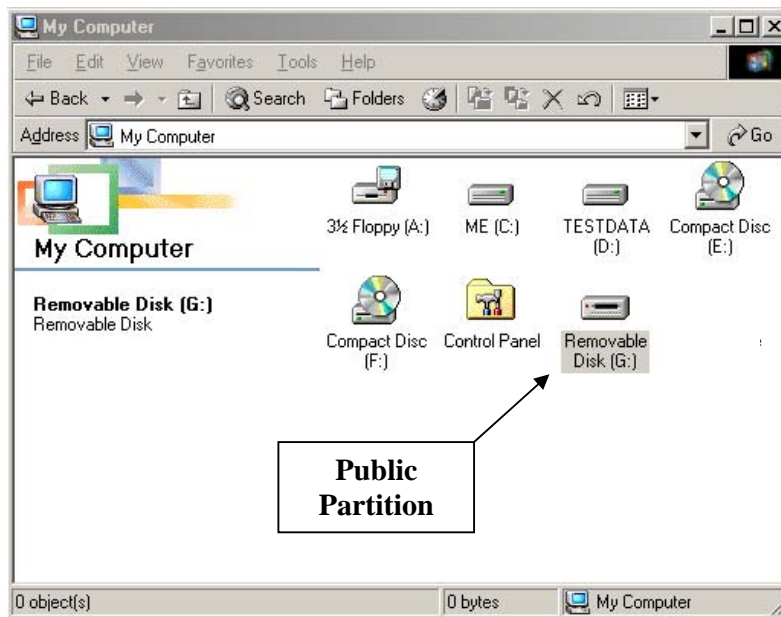 My Computer
File Edit View Favorites Tools Help
Back Search Folders
Address My Computer Go
My Computer
Removable Disk (G:)
Removable Disk
3½ Floppy (A:) ME (C:) TESTDATA (D:) Compact Disc (E:)
Compact Disc (F:) Control Panel Removable Disk (G:)
Public
Partition
0 object(s) 0 bytes My Computer